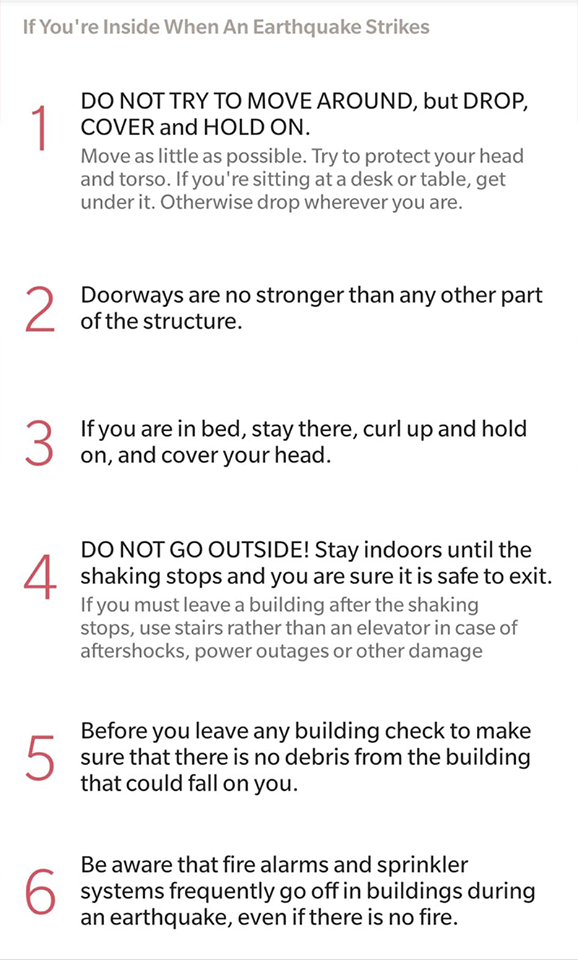 If You're Inside When An Earthquake Strikes
1
DO NOT TRY TO MOVE AROUND, but DROP,
COVER and HOLD ON.
Move as little as possible. Try to protect your head
and torso. If you're sitting at a desk or table, get
under it. Otherwise drop wherever you are.
2
Doorways are no stronger than any other part
of the structure.
3
If you are in bed, stay there, curl up and hold
on, and cover your head.
4
DO NOT GO OUTSIDE! Stay indoors until the
shaking stops and you are sure it is safe to exit.
If you must leave a building after the shaking
stops, use stairs rather than an elevator in case of
aftershocks, power outages or other damage
5
Before you leave any building check to make
sure that there is no debris from the building
that could fall on you.
6
Be aware that fire alarms and sprinkler
systems frequently go off in buildings during
an earthquake, even if there is no fire.